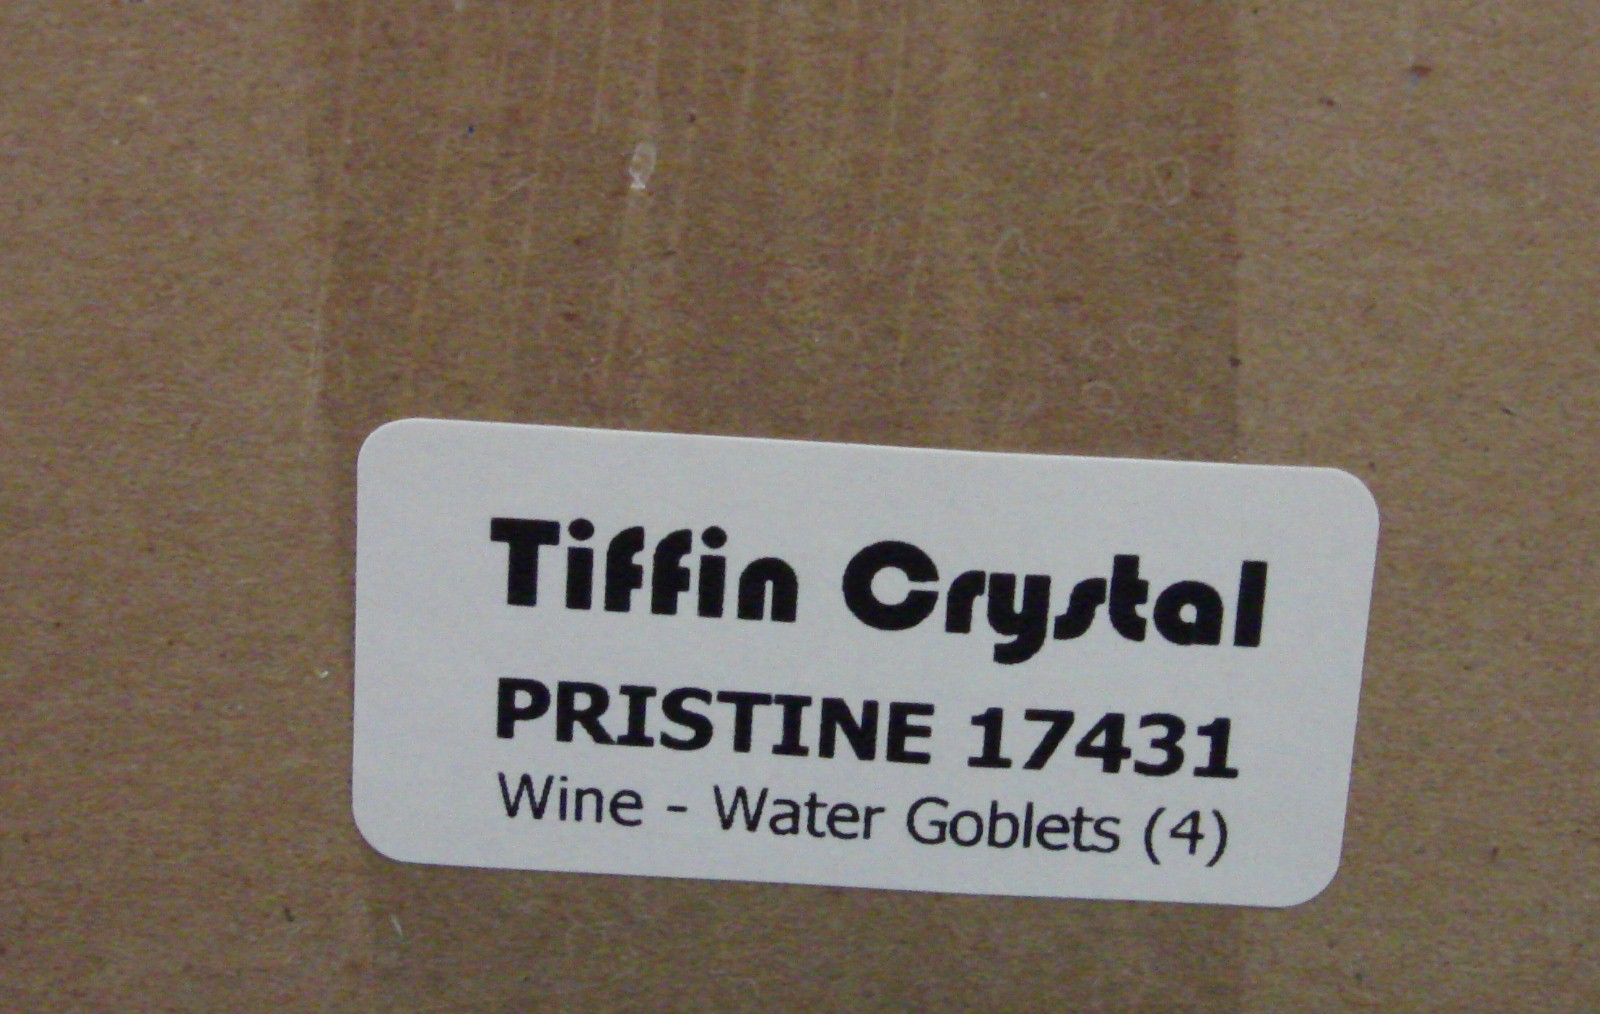 Tiffin Crystal
PRISTINE 17431
Wine - Water Goblets (4)